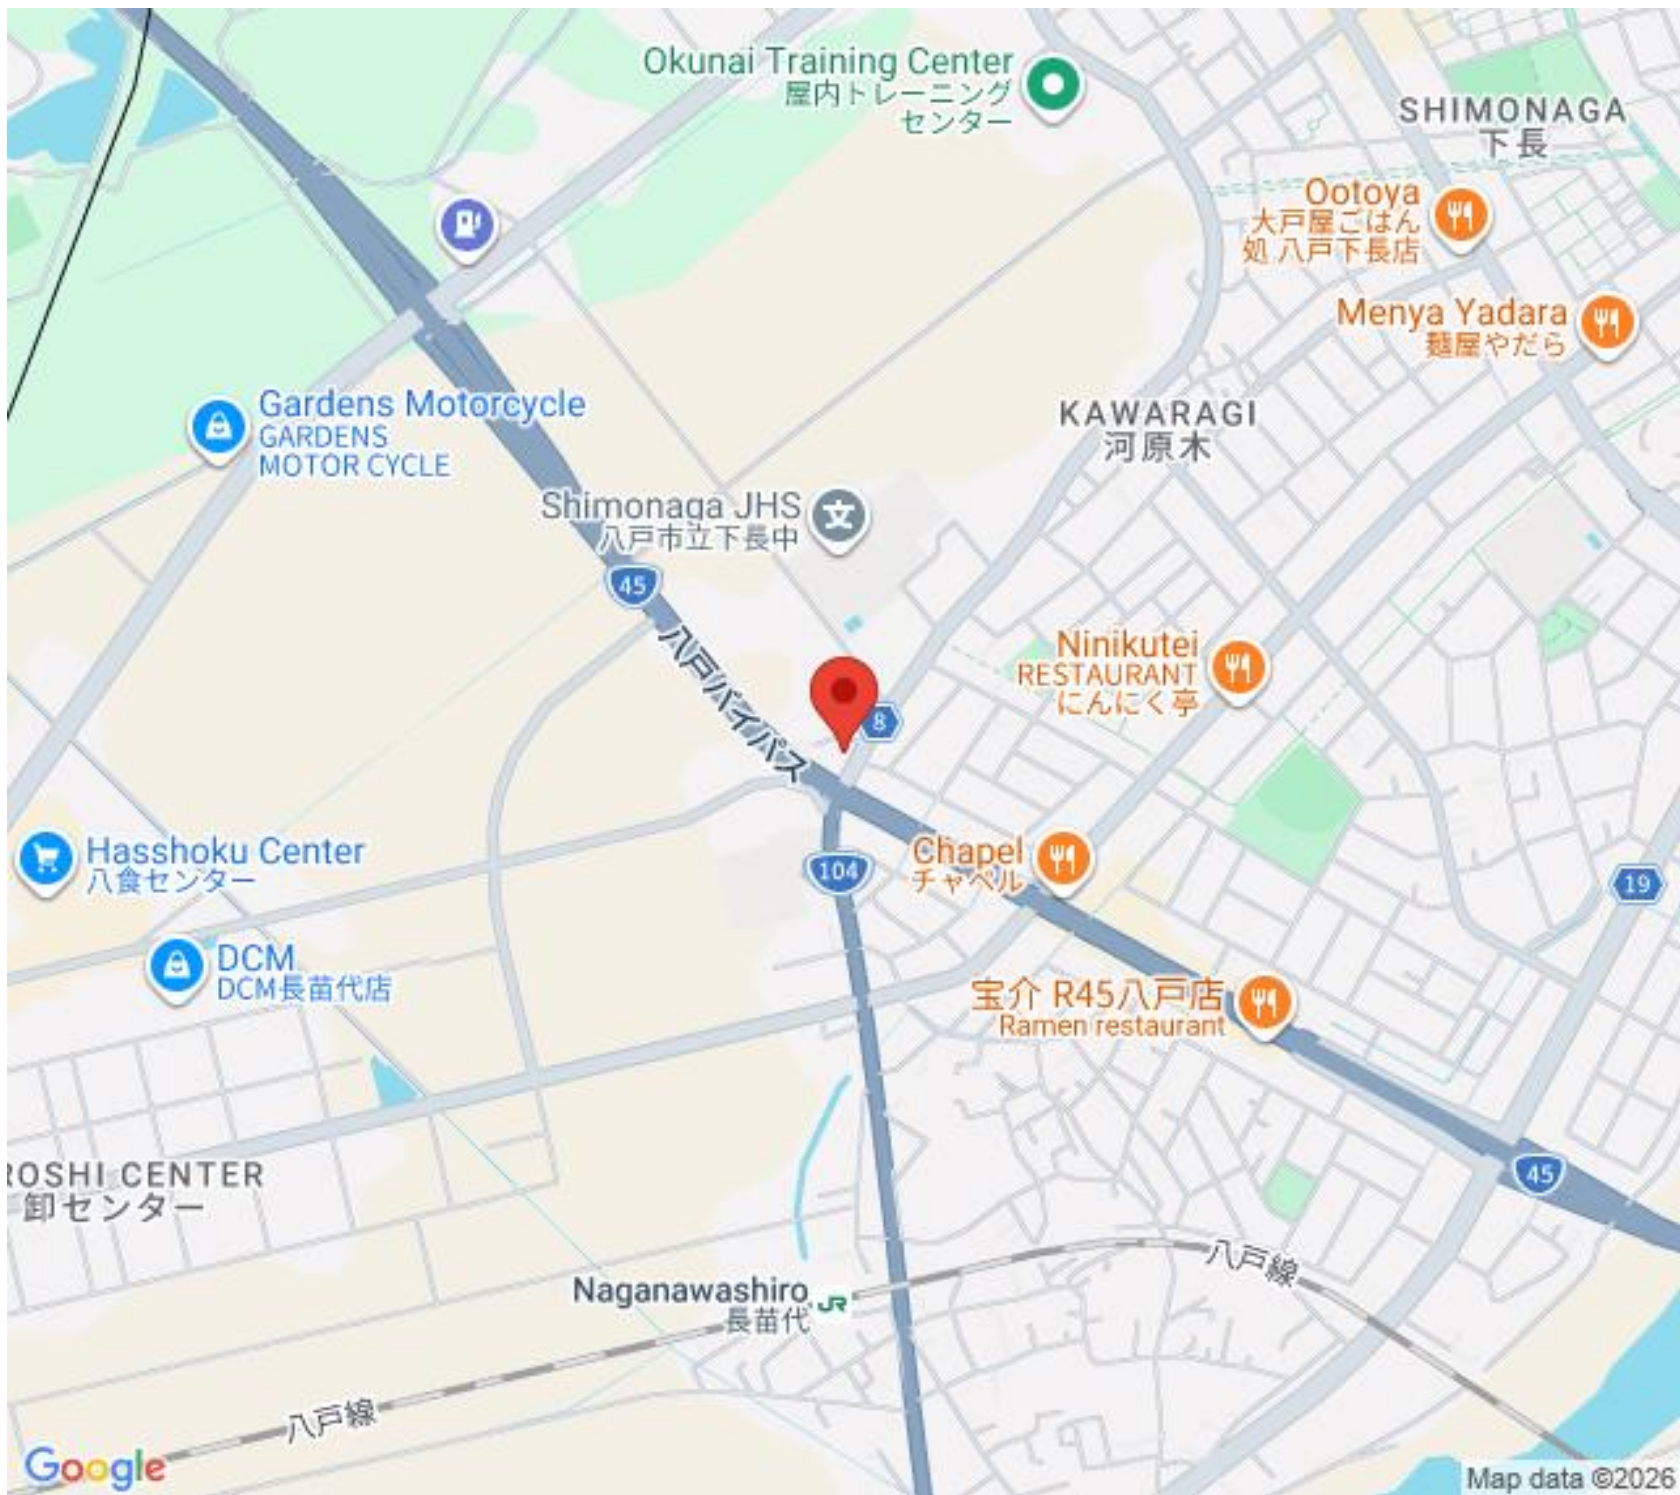 Okunai Training Center
屋内トレーニング
センター
SHIMONAGA
下長
Ootoya
大戸屋ごはん
処 八戸下長店
Menya Yadara
麺屋やだら
Gardens Motorcycle
GARDENS
MOTOR CYCLE
KAWARAGI
河原木
Shimonaga JHS
八戸市立下長中
45
八戸バイパス
Ninikutei
RESTAURANT
にんにく亭
8
Hasshoku Center
八食センター
104
Chapel
チャペル
19
DCM
DCM長苗代店
宝介 R45八戸店
Ramen restaurant
ROSHI CENTER
卸センター
45
八戸線
Naganawashiro
長苗代
JR
八戸線
Google
Map data ©2026